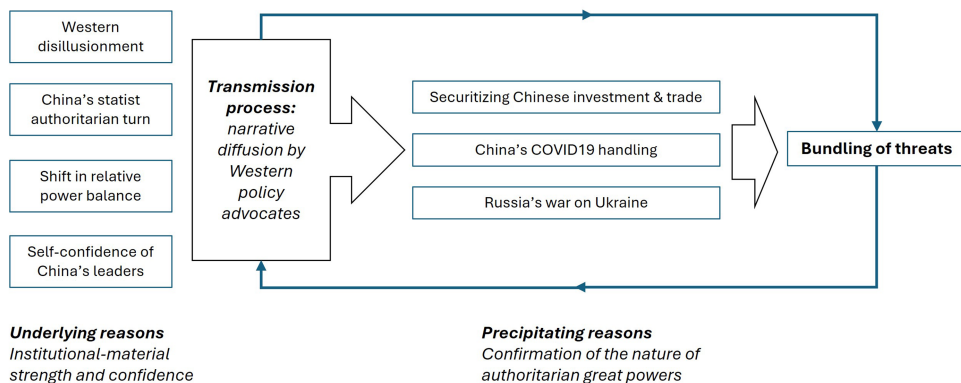 Western
disillusionment
China's statist
authoritarian turn
Shift in relative
power balance
Self-confidence of
China's leaders
Transmission
process:
narrative
diffusion by
Western
policy
advocates
Securitizing Chinese investment & trade
China's COVID19 handling
Russia's war on Ukraine
Bundling of threats
Underlying reasons
Institutional-material
strength and confidence
Precipitating reasons
Confirmation of the nature of
authoritarian great powers